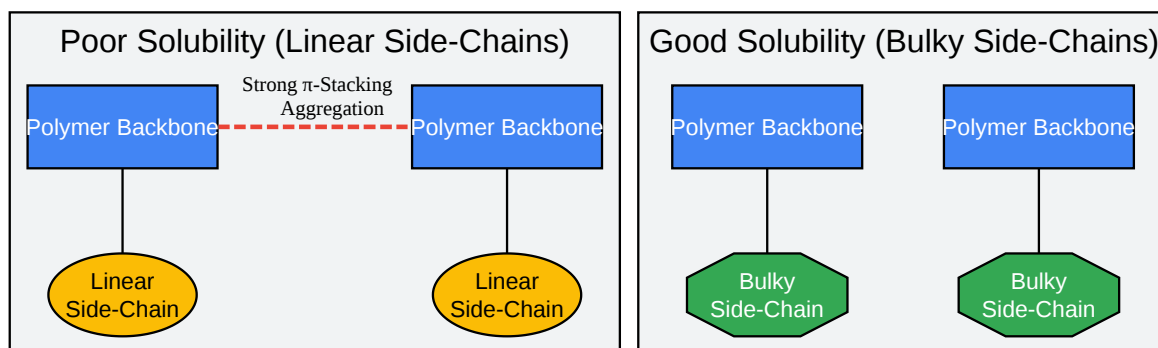 Poor Solubility (Linear Side-Chains)
Strong π-Stacking
Aggregation
Polymer Backbone
Polymer Backbone
Linear
Side-Chain
Linear
Side-Chain
Good Solubility (Bulky Side-Chains)
Polymer Backbone
Polymer Backbone
Bulky
Side-Chain
Bulky
Side-Chain